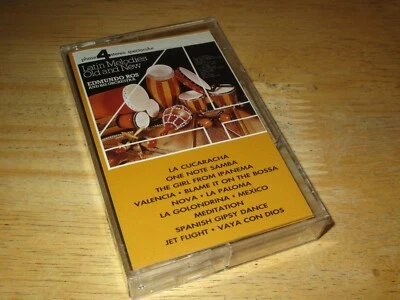 phase 4 stereo spectacular
Latin Melodies
Old and New
EDMUNDO ROS
AND HIS ORCHESTRA
LA CUCARACHA
ONE NOTE SAMBA
THE GIRL FROM IPANEMA
VALENCIA • BLAME IT ON THE BOSSA
NOVA • LA PALOMA
LA GOLONDRINA • MEXICO
MEDITATION
SPANISH GIPSY DANCE
JET FLIGHT • VAYA CON DIOS